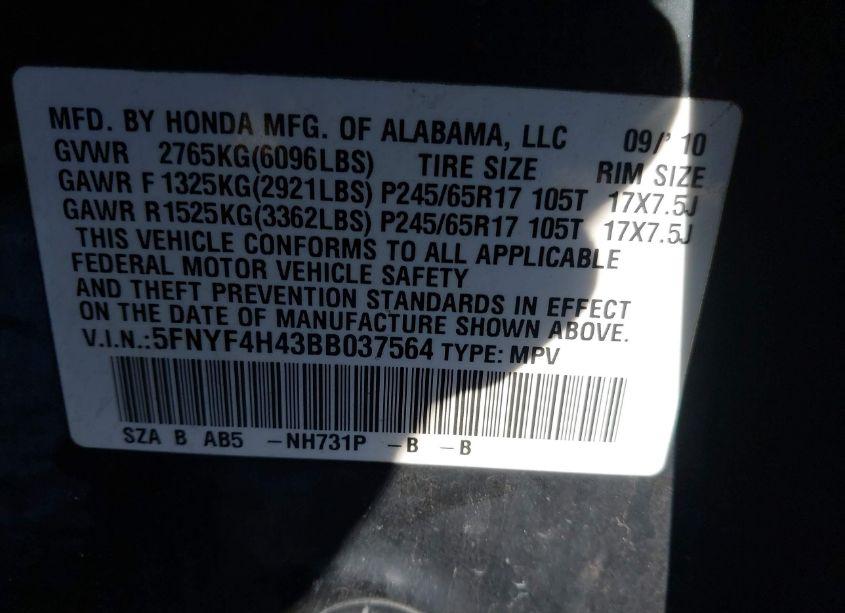 MFD. BY HONDA MFG. OF ALABAMA, LLC 09/'10
GVWR 2765KG(6096LBS) TIRE SIZE RIM SIZE
GAWR F 1325KG(2921LBS) P245/65R17 105T 17X7.5J
GAWR R1525KG(3362LBS) P245/65R17 105T 17X7.5J
THIS VEHICLE CONFORMS TO ALL APPLICABLE
FEDERAL MOTOR VEHICLE SAFETY
AND THEFT PREVENTION STANDARDS IN EFFECT
ON THE DATE OF MANUFACTURE SHOWN ABOVE.
V.I.N.:5FNYF4H43BB037564 TYPE: MPV
SZA B AB5 -NH731P -B -B